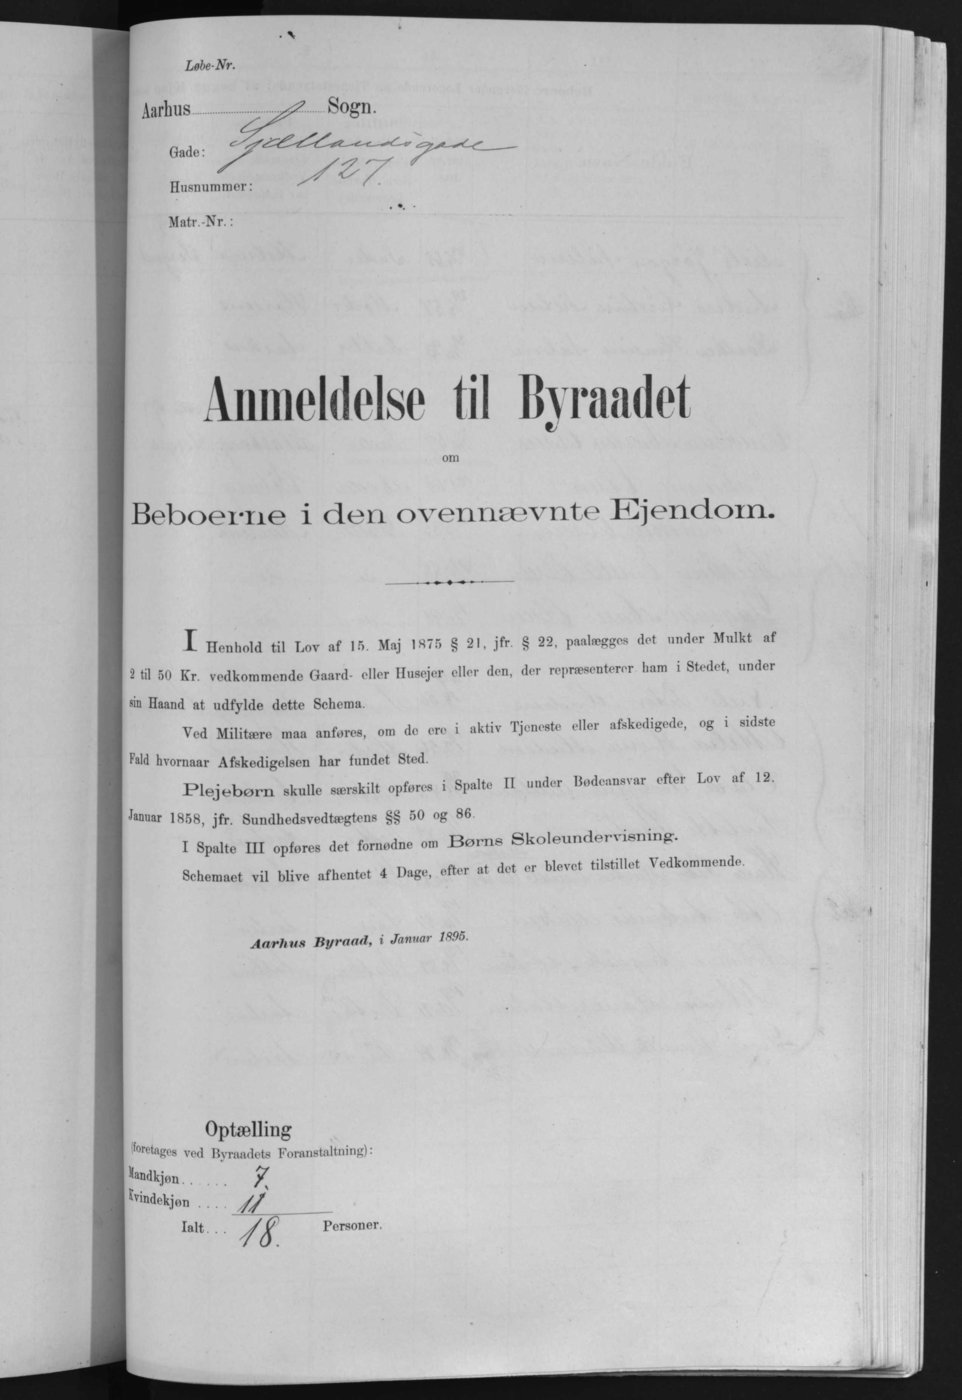 Løbe-Nr.
Aarhus Sogn.
Gade: Sjællandsgade
Husnummer: 127.
Matr.-Nr.:
Anmeldelse til Byraadet
om
Beboerne i den ovennævnte Ejendom.
I Henhold til Lov af 15. Maj 1875 § 21, jfr. § 22, paalægges det under Mulkt af
2 til 50 Kr. vedkommende Gaard- eller Husejer eller den, der repræsenterer ham i Stedet, under
sin Haand at udfylde dette Schema.
Ved Militære maa anføres, om de ere i aktiv Tjeneste eller afskedigede, og i sidste
Fald hvornaar Afskedigelsen har fundet Sted.
Plejebørn skulle særskilt opføres i Spalte II under Bødeansvar efter Lov af 12.
Januar 1858, jfr. Sundhedsvedtægtens §§ 50 og 86.
I Spalte III opføres det fornødne om Børns Skoleundervisning.
Schemaet vil blive afhentet 4 Dage, efter at det er blevet tilstillet Vedkommende.
Aarhus Byraad, i Januar 1895.
Optælling
(foretages ved Byraadets Foranstaltning):
Mandkjøn...... 7.
Kvindekjøn .... 11
Ialt... 18. Personer.